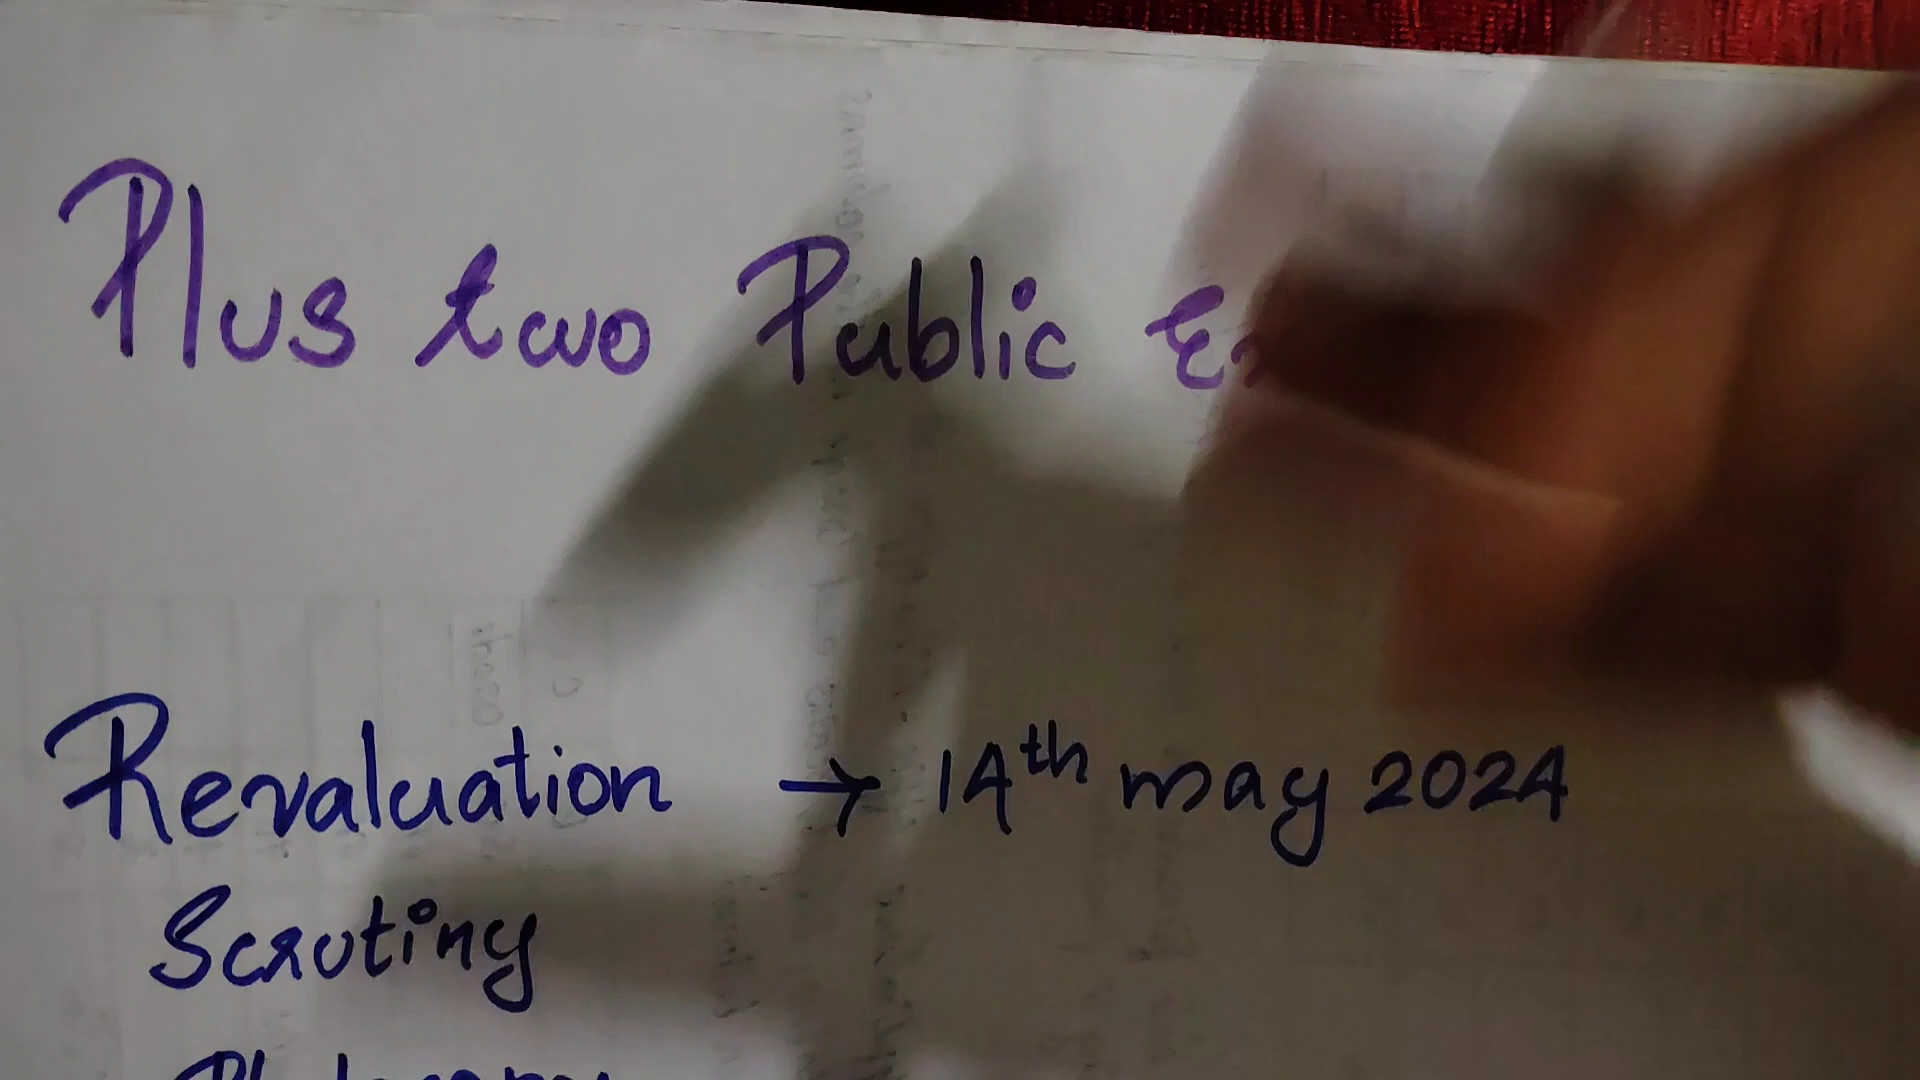 Plus two Public
Revaluation → 14th may 2024
Scrutiny